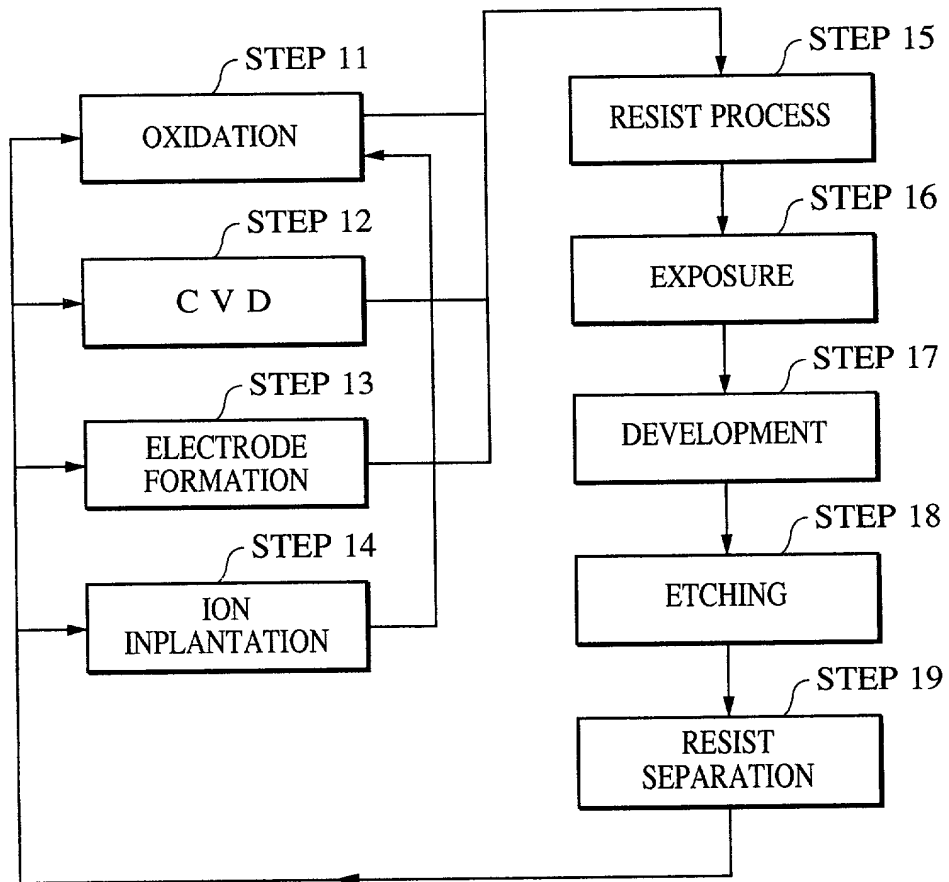 STEP 11
OXIDATION
STEP 12
C V D
STEP 13
ELECTRODE
FORMATION
STEP 14
ION
INPLANTATION
STEP 15
RESIST PROCESS
STEP 16
EXPOSURE
STEP 17
DEVELOPMENT
STEP 18
ETCHING
STEP 19
RESIST
SEPARATION